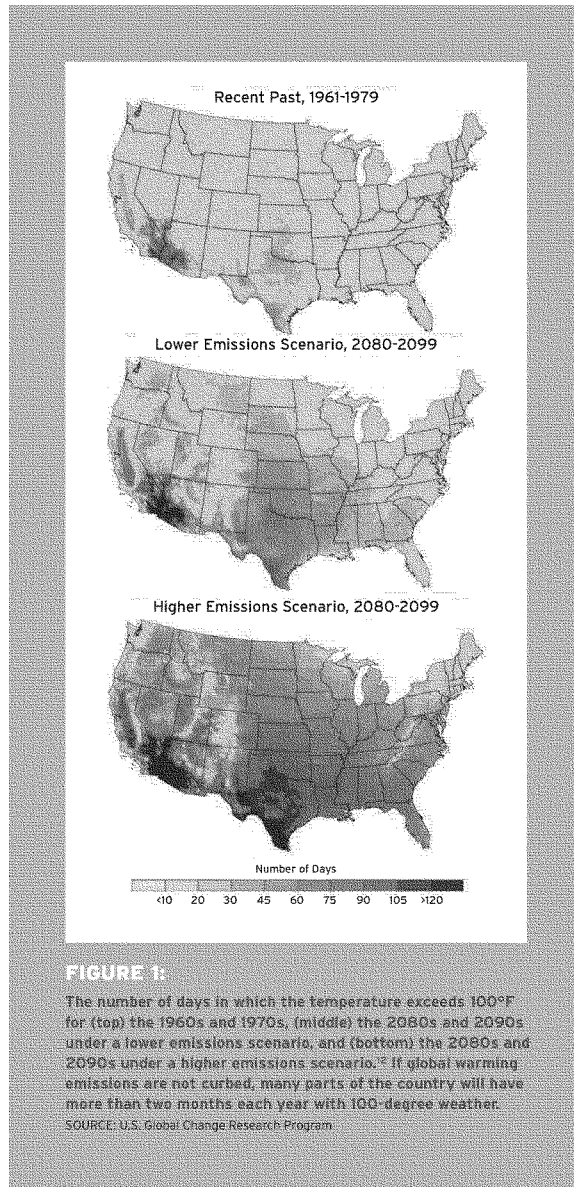 Recent Past, 1961-1979
Lower Emissions Scenario, 2080-2099
Higher Emissions Scenario, 2080-2099
Number of Days
<10 20 30 45 60 75 90 105 >120
FIGURE 1:
The number of days in which the temperature exceeds 100°F
for (top) the 1960s and 1970s, (middle) the 2080s and 2090s
under a lower emissions scenario, and (bottom) the 2080s and
2090s under a higher emissions scenario.¹² If global warming
emissions are not curbed, many parts of the country will have
more than two months each year with 100-degree weather.
SOURCE: U.S. Global Change Research Program